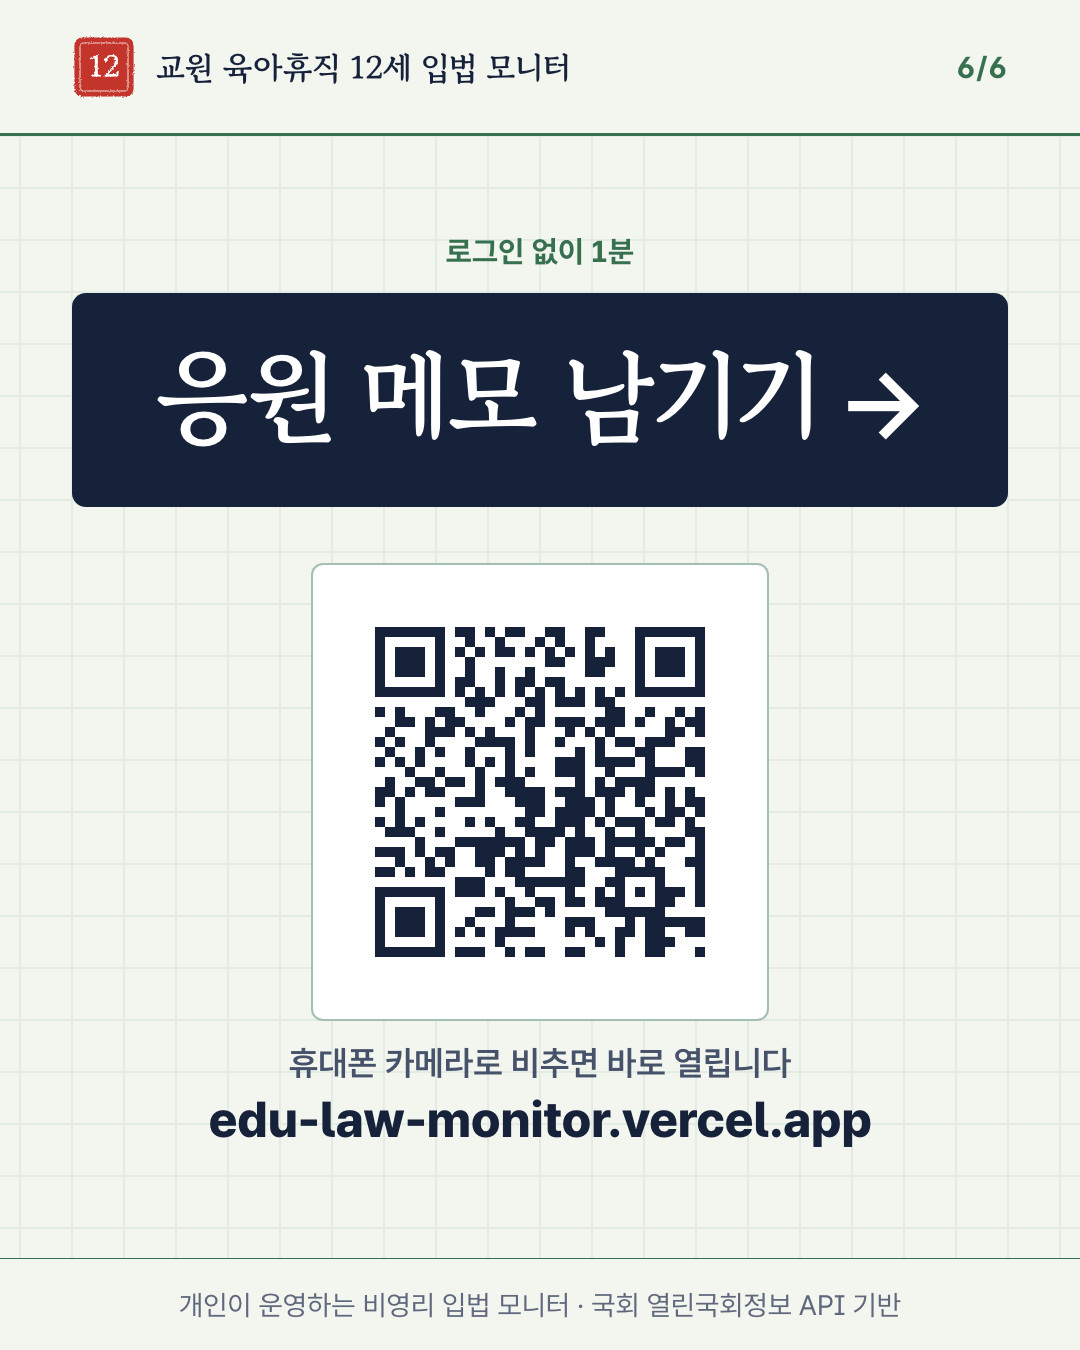 12 교원 육아휴직 12세 입법 모니터 6/6
로그인 없이 1분
응원 메모 남기기 →
휴대폰 카메라로 비추면 바로 열립니다
edu-law-monitor.vercel.app
개인이 운영하는 비영리 입법 모니터 · 국회 열린국회정보 API 기반